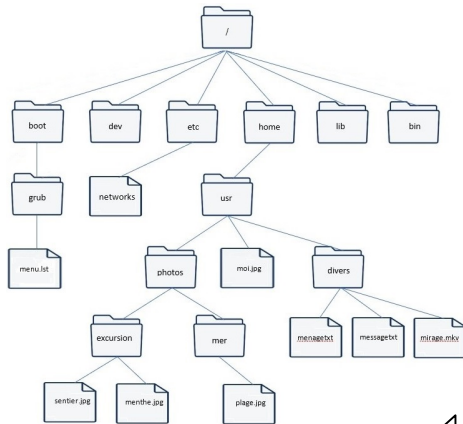 /
boot
dev
etc
home
lib
bin
grub
networks
usr
menu.lst
photos
moi.jpg
divers
excursion
mer
menagetxt
messagetxt
mirage.mkv
sentier.jpg
menthe.jpg
plage.jpg